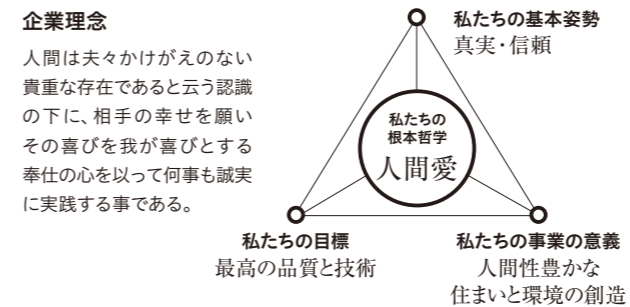 企業理念
人間は夫々かけがえのない
貴重な存在であると云う認識
の下に、相手の幸せを願い
その喜びを我が喜びとする
奉仕の心を以って何事も誠実
に実践する事である。
私たちの基本姿勢
真実・信頼
私たちの
根本哲学
人間愛
私たちの目標
最高の品質と技術
私たちの事業の意義
人間性豊かな
住まいと環境の創造